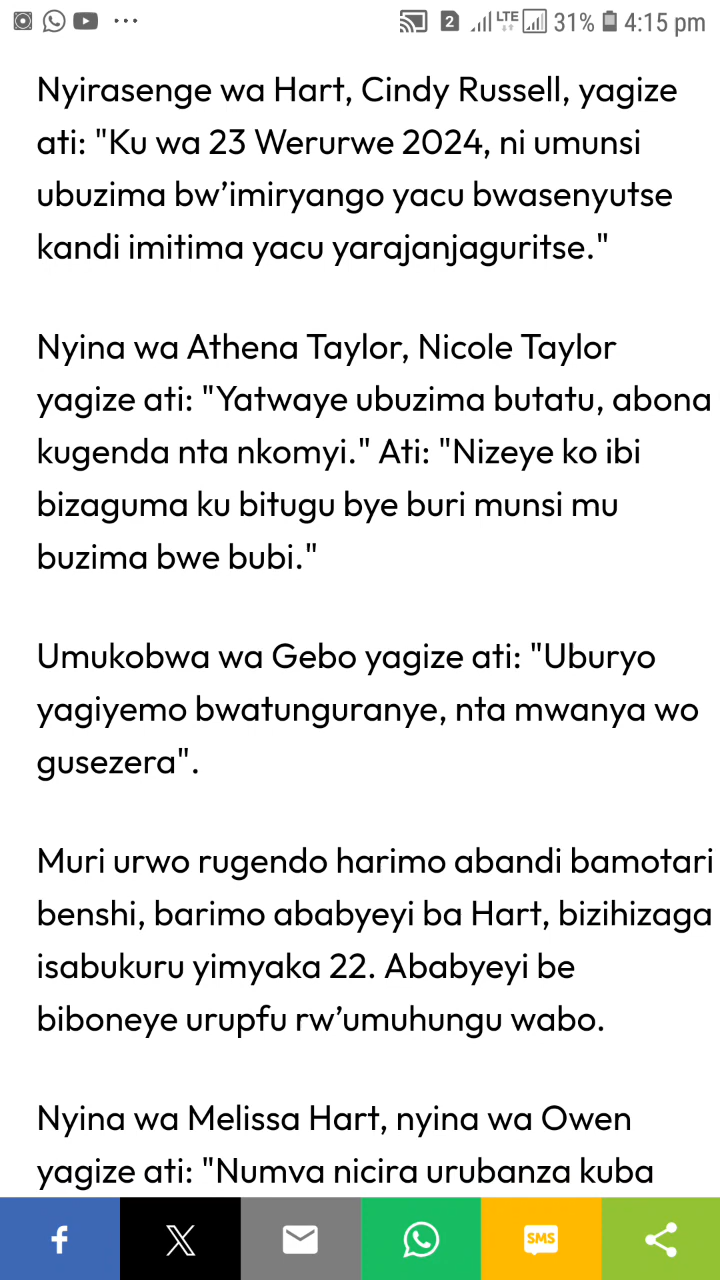 2 LTE 31% 4:15 pm
Nyirasenge wa Hart, Cindy Russell, yagize
ati: "Ku wa 23 Werurwe 2024, ni umunsi
ubuzima bw’imiryango yacu bwasenyutse
kandi imitima yacu yarajanjaguritse."
Nyina wa Athena Taylor, Nicole Taylor
yagize ati: "Yatwaye ubuzima butatu, abona
kugenda nta nkomyi." Ati: "Nizeye ko ibi
bizaguma ku bitugu bye buri munsi mu
buzima bwe bubi."
Umukobwa wa Gebo yagize ati: "Uburyo
yagiyemo bwatunguranye, nta mwanya wo
gusezera".
Muri urwo rugendo harimo abandi bamotari
benshi, barimo ababyeyi ba Hart, bizihizaga
isabukuru yimyaka 22. Ababyeyi be
biboneye urupfu rw’umuhungu wabo.
Nyina wa Melissa Hart, nyina wa Owen
yagize ati: "Numva nicira urubanza kuba
f X SMS